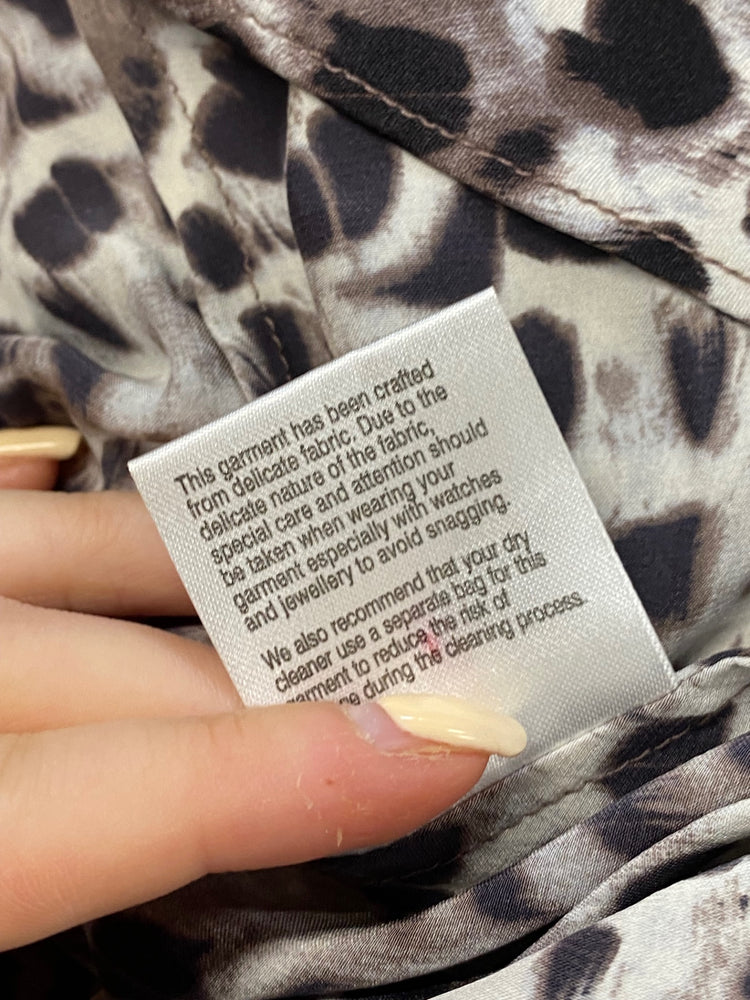 This garment has been crafted
from delicate fabric. Due to the
delicate nature of the fabric,
special care and attention should
be taken when wearing your
garment especially with watches
and jewellery to avoid snagging.
We also recommend that your dry
cleaner use a separate bag for this
garment to reduce the risk of
during the cleaning process.